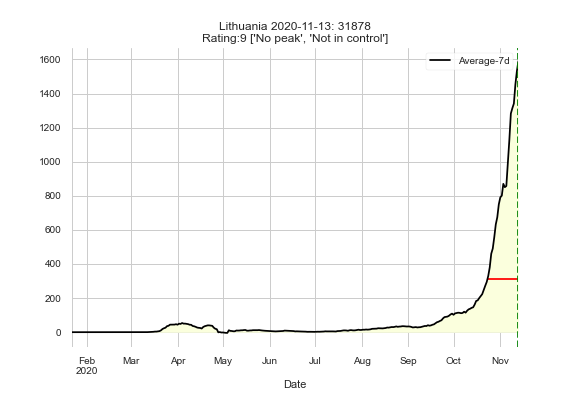 Lithuania 2020-11-13: 31878
Rating:9 ['No peak', 'Not in control']
Average-7d
1600
1400
1200
1000
800
600
400
200
0
Feb Mar Apr May Jun Jul Aug Sep Oct Nov
2020
Date